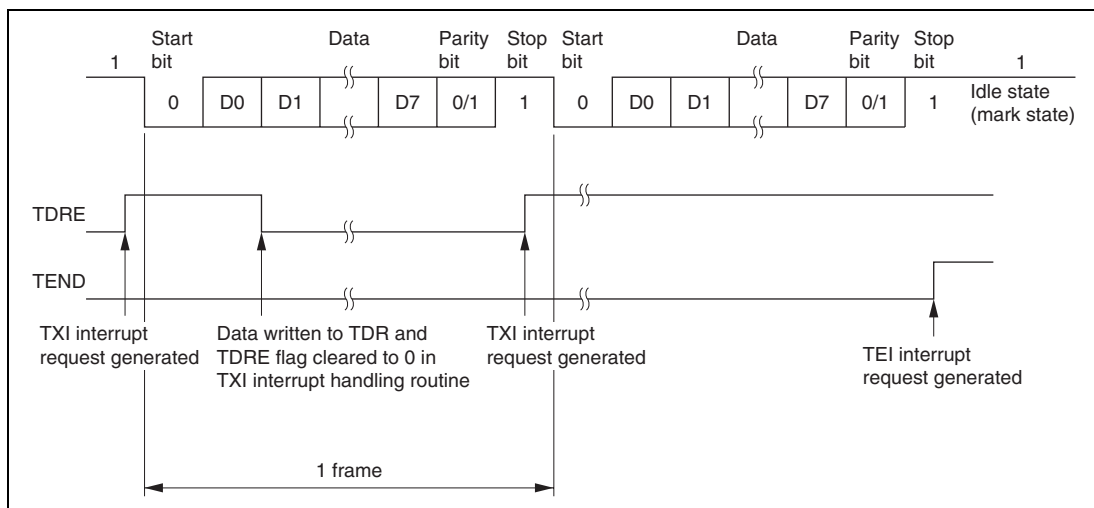 Start bit
Data
Parity bit
Stop bit
Start bit
Data
Parity bit
Stop bit
1
1
0
D0
D1
D7
0/1
1
0
D0
D1
D7
0/1
1
Idle state
(mark state)
TDRE
TEND
TXI interrupt
request generated
Data written to TDR and
TDRE flag cleared to 0 in
TXI interrupt handling routine
TXI interrupt
request generated
TEI interrupt
request generated
1 frame